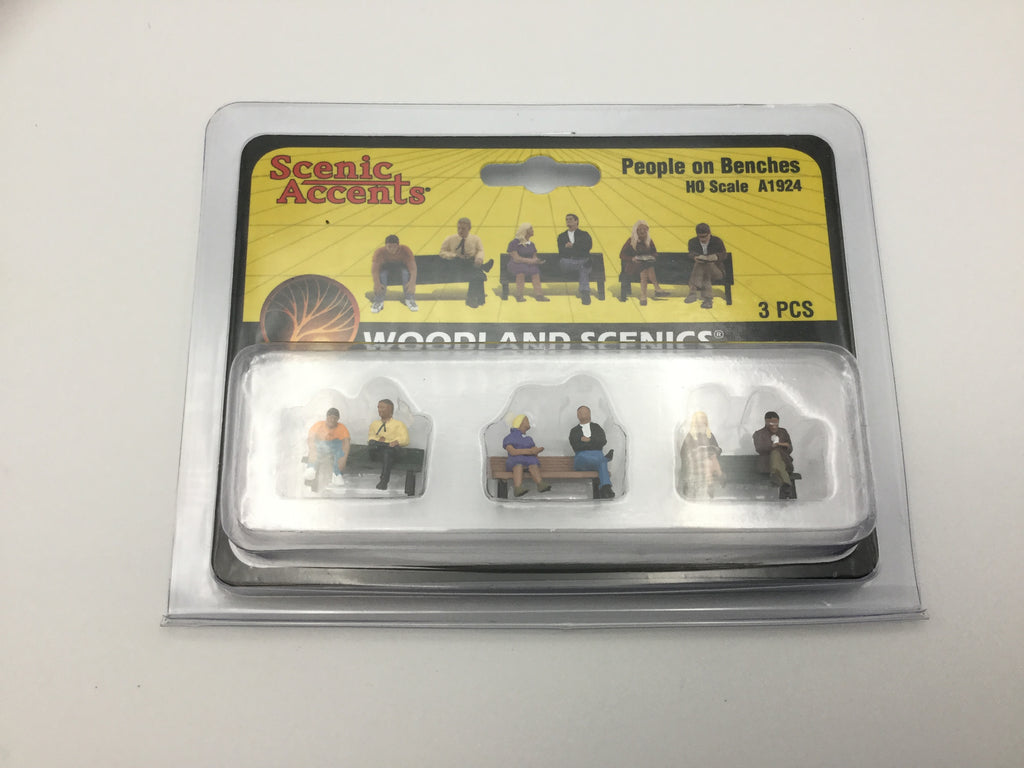 Scenic
Accents
People on Benches
HO Scale A1924
3 PCS
WOODLAND SCENICS®